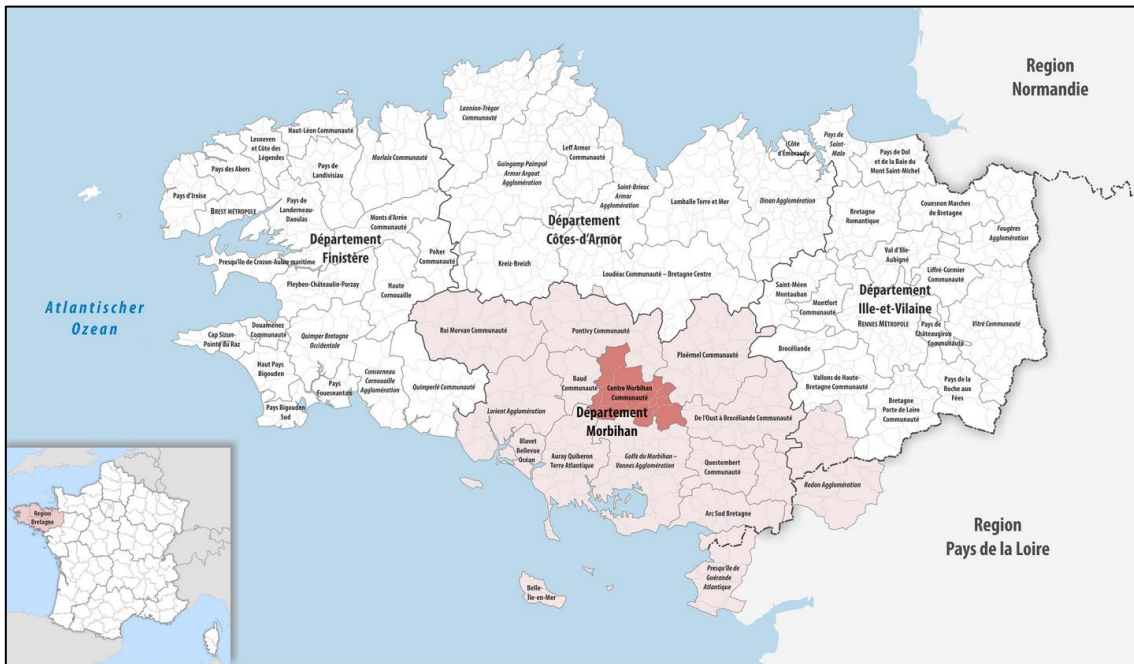 Region
Normandie
Lannion-Trégor
Communauté
Lesneven et
Côte des
Légendes
Haut-Léon Communauté
Morlaix Communauté
Leff Armor
Communauté
Côte
d'Émeraude
Pays de
Saint-
Malo
Pays de Dol
et de la Baie du
Mont Saint-Michel
Pays des Abers
Pays de
Landivisiau
Guingamp Paimpol
Armor Argoat
Agglomération
Saint-Brieuc
Armor
Agglomération
Pays d'Iroise
Brest métropole
Pays de
Landerneau-
Daoulas
Monts d'Arrée
Communauté
Lamballe Terre et Mer
Dinan Agglomération
Bretagne
Romantique
Couesnon Marches
de Bretagne
Fougères
Agglomération
Département
Finistère
Département
Côtes-d'Armor
Val d'Ille-
Aubigné
Poher
Communauté
Presqu'île de Crozon-Aulne maritime
Kreiz-Breizh
Loudéac Communauté – Bretagne Centre
Liffré-Cormier
Communauté
Pleyben-Châteaulin-Porzay
Haute
Cornouaille
Saint-Méen
Montauban
Montfort
Communauté
Département
Ille-et-Vilaine
Atlantischer
Ozean
Rennes Métropole
Pays de
Châteaugiron
Communauté
Vitré Communauté
Cap Sizun-
Pointe du Raz
Douarnenez
Communauté
Quimper Bretagne
Occidentale
Roi Morvan Communauté
Pontivy Communauté
Ploërmel Communauté
Brocéliande
Haut Pays
Bigouden
Concarneau
Cornouaille
Agglomération
Quimperlé Communauté
Baud
Communauté
Centre Morbihan
Communauté
Vallons de Haute-
Bretagne Communauté
Pays de la
Roche aux
Fées
Pays
Fouesnantais
Pays Bigouden
Sud
Lorient Agglomération
Département
Morbihan
De l'Oust à Brocéliande Communauté
Bretagne
Porte de Loire
Communauté
Blavet
Bellevue
Océan
Auray Quiberon
Terre Atlantique
Golfe du Morbihan –
Vannes Agglomération
Questembert
Communauté
Redon Agglomération
Arc Sud Bretagne
Region
Pays de la Loire
Presqu'île de
Guérande
Atlantique
Belle-
Île-en-Mer
Region
Bretagne